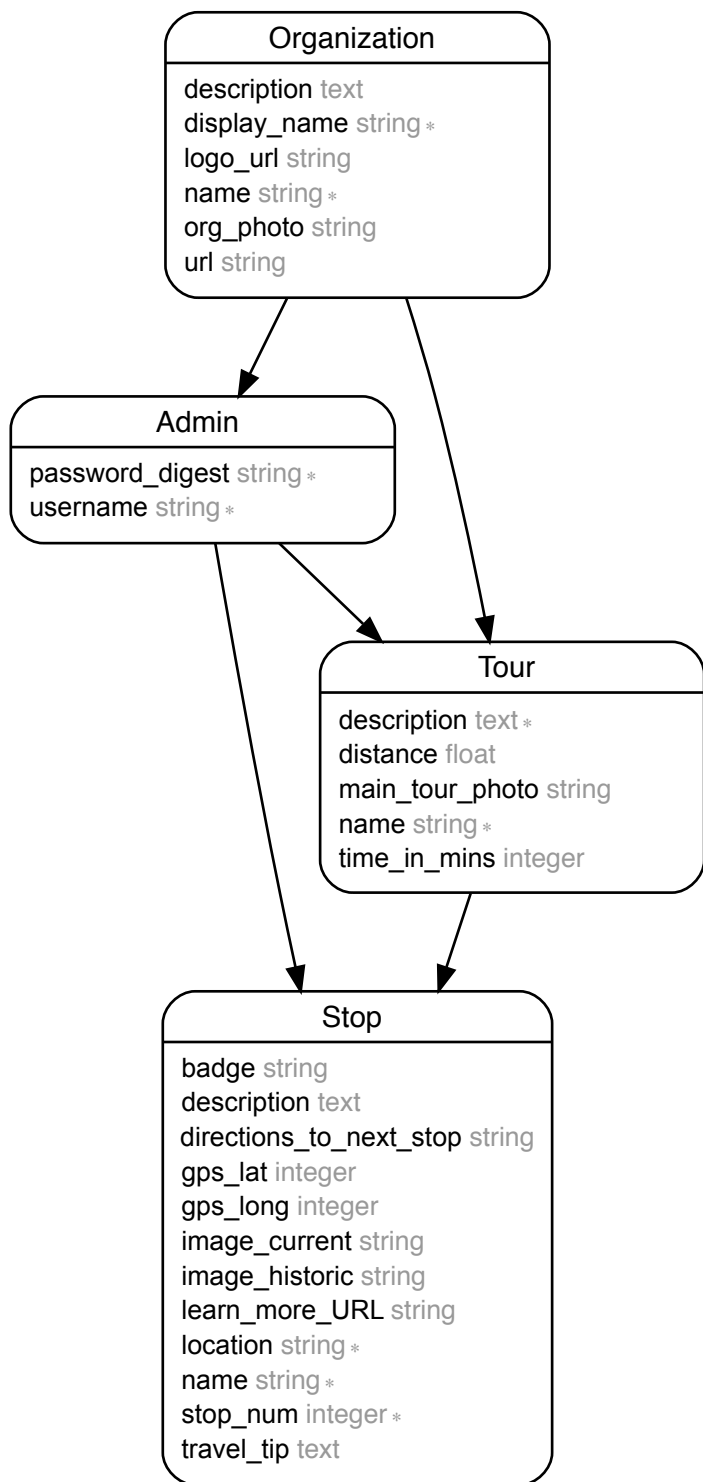 Organization
description text
display_name string *
logo_url string
name string *
org_photo string
url string
Admin
password_digest string *
username string *
Tour
description text *
distance float
main_tour_photo string
name string *
time_in_mins integer
Stop
badge string
description text
directions_to_next_stop string
gps_lat integer
gps_long integer
image_current string
image_historic string
learn_more_URL string
location string *
name string *
stop_num integer *
travel_tip text